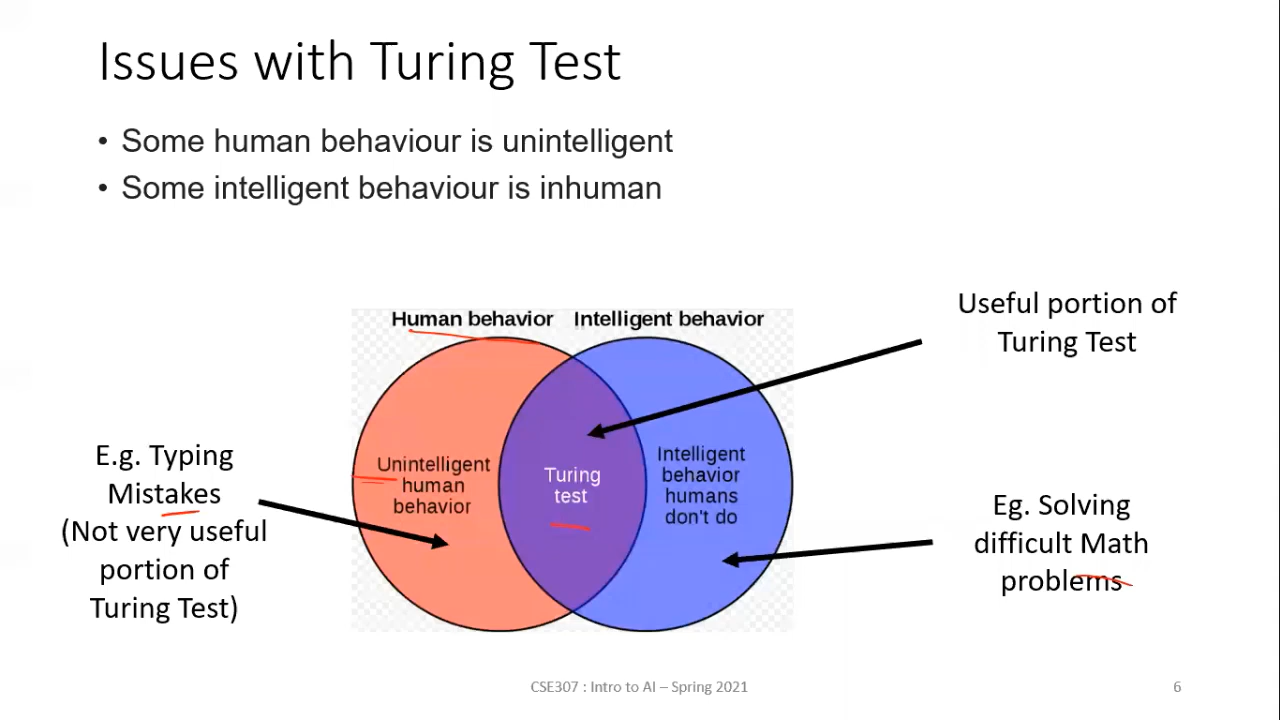 Issues with Turing Test
• Some human behaviour is unintelligent
• Some intelligent behaviour is inhuman
Useful portion of
Turing Test
Human behavior
Intelligent behavior
E.g. Typing
Mistakes
(Not very useful
portion of
Turing Test)
Unintelligent
human
behavior
Turing
test
Intelligent
behavior
humans
don't do
Eg. Solving
difficult Math
problems
CSE307 : Intro to AI – Spring 2021
6